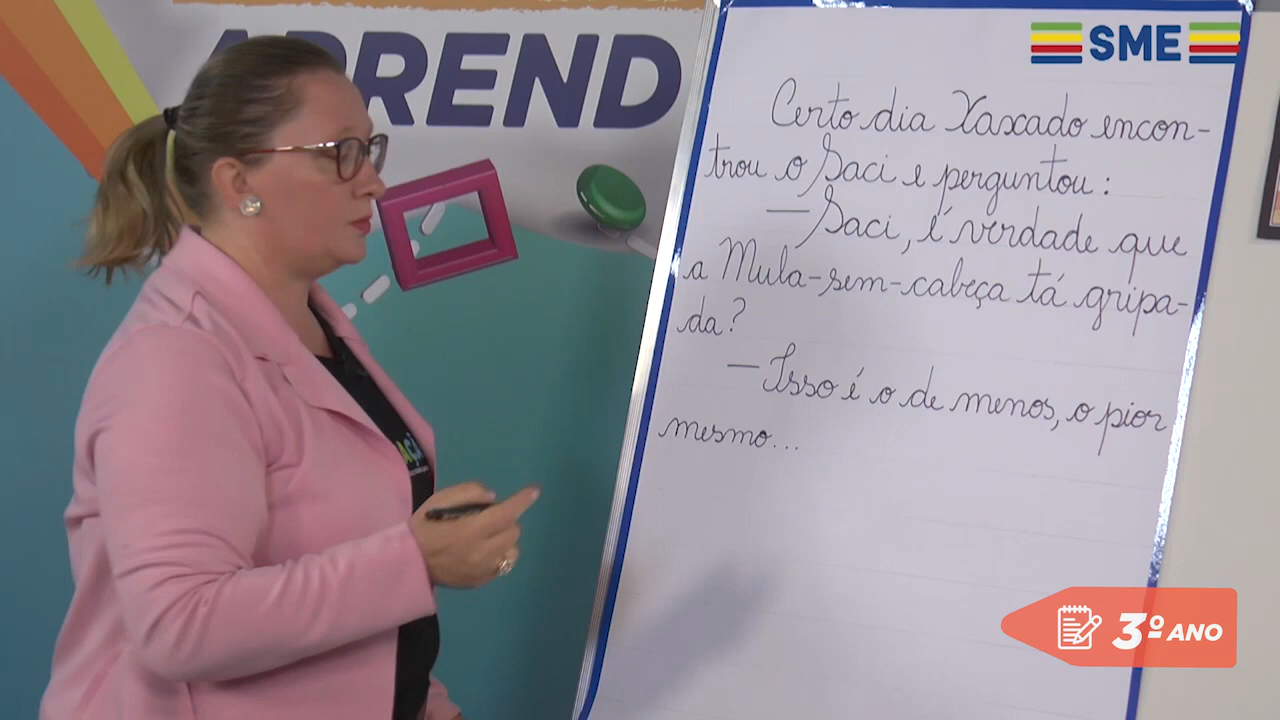 APREND
SME
Certo dia Xaxado encon-
trou o Saci e perguntou:
— Saci, é verdade que
a Mula-sem-cabeça tá gripa-
da?
— Isso é o de menos, o pior
mesmo...
3º ANO